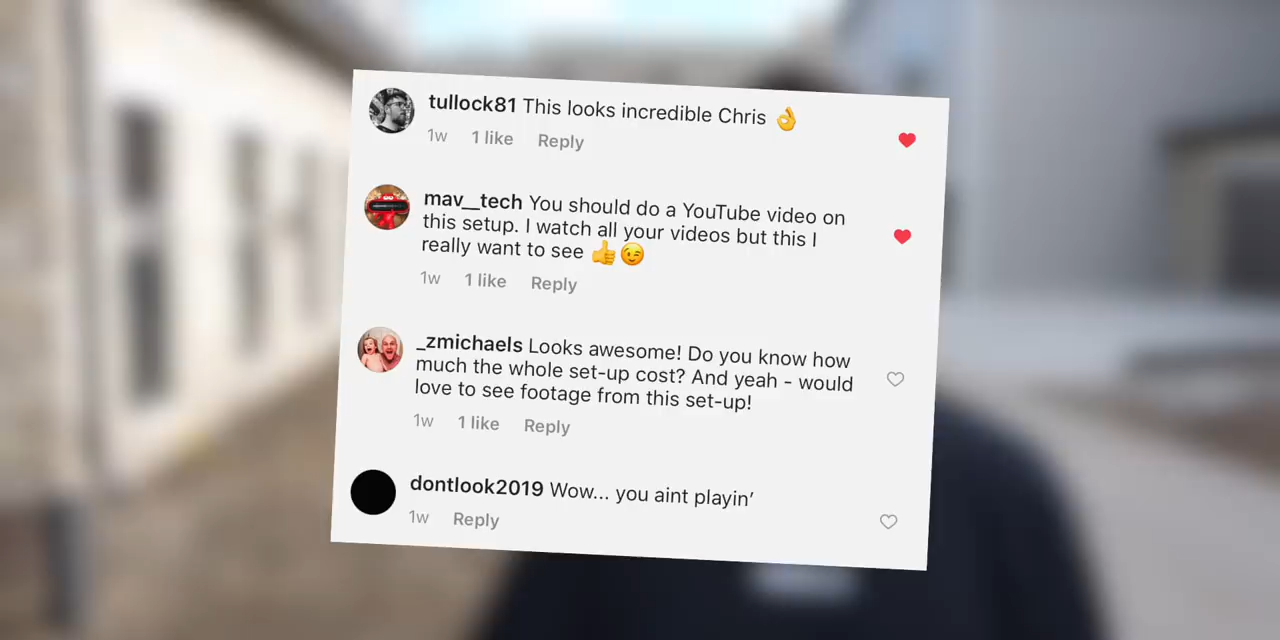 tullock81 This looks incredible Chris 👌
1w 1 like Reply
mav__tech You should do a YouTube video on
this setup. I watch all your videos but this I
really want to see 👍😉
1w 1 like Reply
_zmichaels Looks awesome! Do you know how
much the whole set-up cost? And yeah - would
love to see footage from this set-up!
1w 1 like Reply
dontlook2019 Wow... you aint playin’
1w Reply